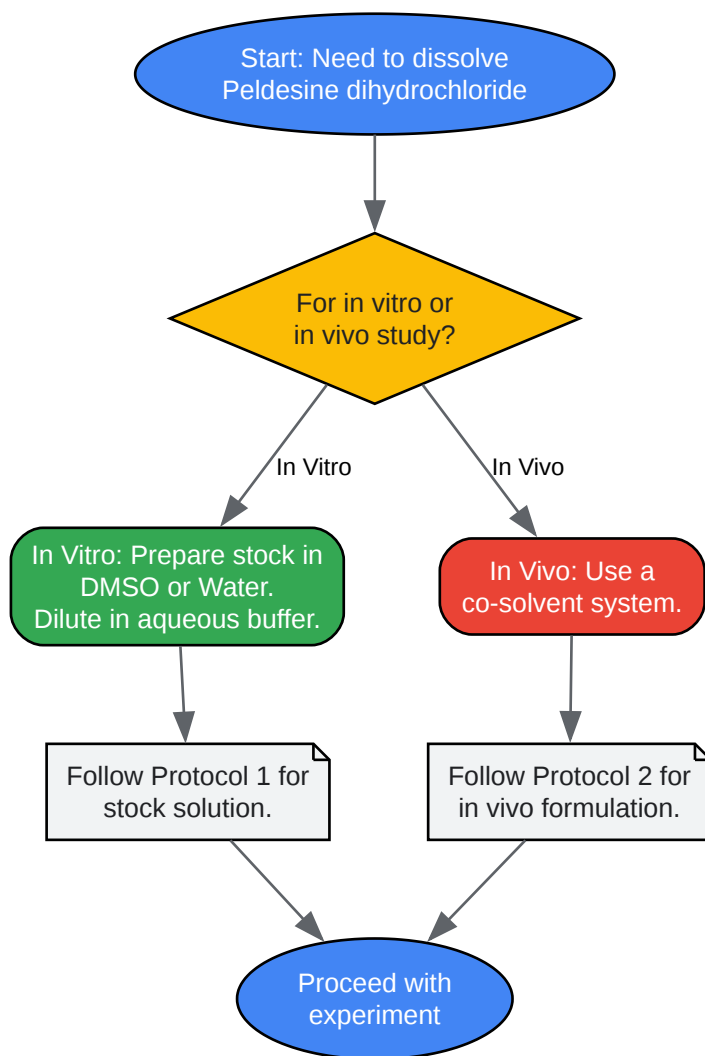 Start: Need to dissolve
Peldesine dihydrochloride
For in vitro or
in vivo study?
In Vitro
In Vivo
In Vitro: Prepare stock in
DMSO or Water.
Dilute in aqueous buffer.
In Vivo: Use a
co-solvent system.
Follow Protocol 1 for
stock solution.
Follow Protocol 2 for
in vivo formulation.
Proceed with
experiment